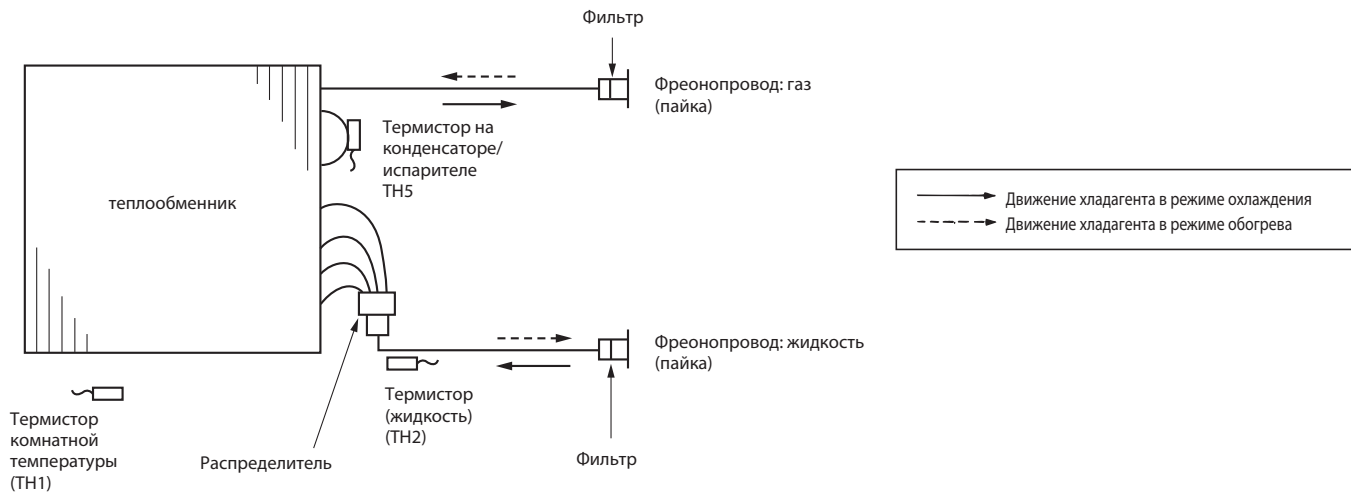 Фильтр
Фреонопровод: газ
(пайка)
Термистор на
конденсаторе/
испарителе
TH5
теплообменник
Движение хладагента в режиме охлаждения
Движение хладагента в режиме обогрева
Фреонопровод: жидкость
(пайка)
Термистор
(жидкость)
(TH2)
Термистор
комнатной
температуры
(TH1)
Распределитель
Фильтр